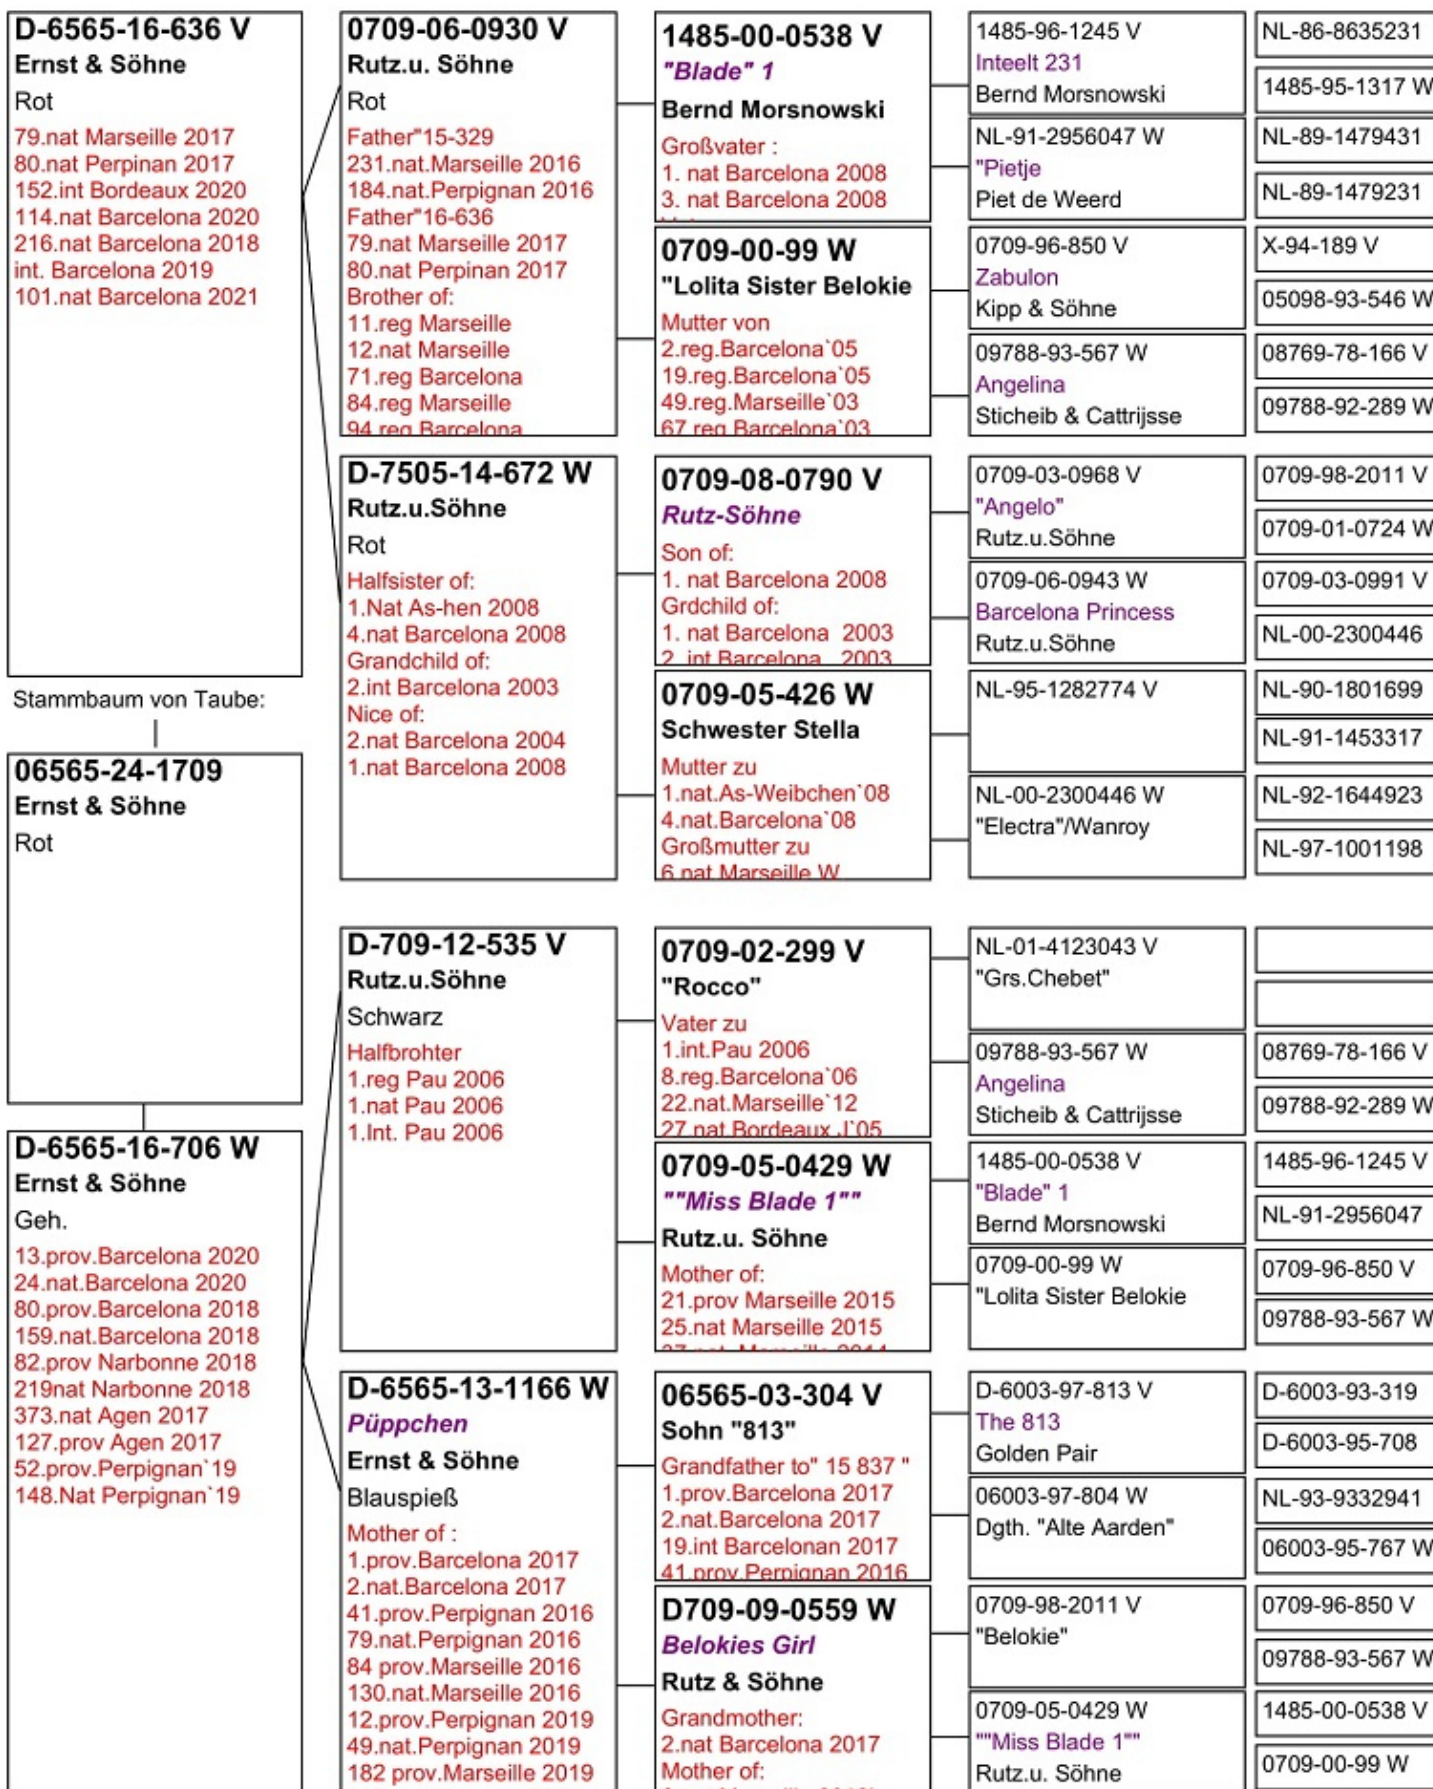 D-6565-16-636 V
Ernst & Söhne
Rot
79.nat Marseille 2017
80.nat Perpinan 2017
152.int Bordeaux 2020
114.nat Barcelona 2020
216.nat Barcelona 2018
int. Barcelona 2019
101.nat Barcelona 2021
Stammbaum von Taube:
06565-24-1709
Ernst & Söhne
Rot
D-6565-16-706 W
Ernst & Söhne
Geh.
13.prov.Barcelona 2020
24.nat.Barcelona 2020
80.prov.Barcelona 2018
159.nat.Barcelona 2018
82.prov Narbonne 2018
219nat Narbonne 2018
373.nat Agen 2017
127.prov Agen 2017
52.prov.Perpignan`19
148.Nat Perpignan`19
0709-06-0930 V
Rutz.u. Söhne
Rot
Father"15-329
231.nat.Marseille 2016
184.nat.Perpignan 2016
Father"16-636
79.nat Marseille 2017
80.nat Perpinan 2017
Brother of:
11.reg Marseille
12.nat Marseille
71.reg Barcelona
84.reg Marseille
94.reg Barcelona
D-7505-14-672 W
Rutz.u.Söhne
Rot
Halfsister of:
1.Nat As-hen 2008
4.nat Barcelona 2008
Grandchild of:
2.int Barcelona 2003
Nice of:
2.nat Barcelona 2004
1.nat Barcelona 2008
D-709-12-535 V
Rutz.u.Söhne
Schwarz
Halfbrohter
1.reg Pau 2006
1.nat Pau 2006
1.Int. Pau 2006
D-6565-13-1166 W
Püppchen
Ernst & Söhne
Blauspieß
Mother of :
1.prov.Barcelona 2017
2.nat.Barcelona 2017
41.prov.Perpignan 2016
79.nat.Perpignan 2016
84 prov.Marseille 2016
130.nat.Marseille 2016
12.prov.Perpignan 2019
49.nat.Perpignan 2019
182 prov.Marseille 2019
1485-00-0538 V
"Blade" 1
Bernd Morsnowski
Großvater :
1. nat Barcelona 2008
3. nat Barcelona 2008
0709-00-99 W
"Lolita Sister Belokie
Mutter von
2.reg.Barcelona`05
19.reg.Barcelona`05
49.reg.Marseille`03
67 reg Barcelona`03
0709-08-0790 V
Rutz-Söhne
Son of:
1. nat Barcelona 2008
Grdchild of:
1. nat Barcelona 2003
2. int Barcelona 2003
0709-05-426 W
Schwester Stella
Mutter zu
1.nat.As-Weibchen`08
4.nat.Barcelona`08
Großmutter zu
6 nat Marseille W
0709-02-299 V
"Rocco"
Vater zu
1.int.Pau 2006
8.reg.Barcelona`06
22.nat.Marseille`12
27 nat Bordeaux J`05
0709-05-0429 W
""Miss Blade 1""
Rutz.u. Söhne
Mother of:
21.prov Marseille 2015
25.nat Marseille 2015
06565-03-304 V
Sohn "813"
Grandfather to" 15 837 "
1.prov.Barcelona 2017
2.nat.Barcelona 2017
19.int Barcelonan 2017
41.prov.Perpignan 2016
D709-09-0559 W
Belokies Girl
Rutz & Söhne
Grandmother:
2.nat Barcelona 2017
Mother of:
1485-96-1245 V
Inteelt 231
Bernd Morsnowski
NL-91-2956047 W
"Pietje
Piet de Weerd
0709-96-850 V
Zabulon
Kipp & Söhne
09788-93-567 W
Angelina
Sticheib & Cattrijsse
0709-03-0968 V
"Angelo"
Rutz.u.Söhne
0709-06-0943 W
Barcelona Princess
Rutz.u.Söhne
NL-95-1282774 V
NL-00-2300446 W
"Electra"/Wanroy
NL-01-4123043 V
"Grs.Chebet"
09788-93-567 W
Angelina
Sticheib & Cattrijsse
1485-00-0538 V
"Blade" 1
Bernd Morsnowski
0709-00-99 W
"Lolita Sister Belokie
D-6003-97-813 V
The 813
Golden Pair
06003-97-804 W
Dgth. "Alte Aarden"
0709-98-2011 V
"Belokie"
0709-05-0429 W
""Miss Blade 1""
Rutz.u. Söhne
NL-86-8635231
1485-95-1317 W
NL-89-1479431
NL-89-1479231
X-94-189 V
05098-93-546 W
08769-78-166 V
09788-92-289 W
0709-98-2011 V
0709-01-0724 W
0709-03-0991 V
NL-00-2300446
NL-90-1801699
NL-91-1453317
NL-92-1644923
NL-97-1001198
08769-78-166 V
09788-92-289 W
1485-96-1245 V
NL-91-2956047
0709-96-850 V
09788-93-567 W
D-6003-93-319
D-6003-95-708
NL-93-9332941
06003-95-767 W
0709-96-850 V
09788-93-567 W
1485-00-0538 V
0709-00-99 W